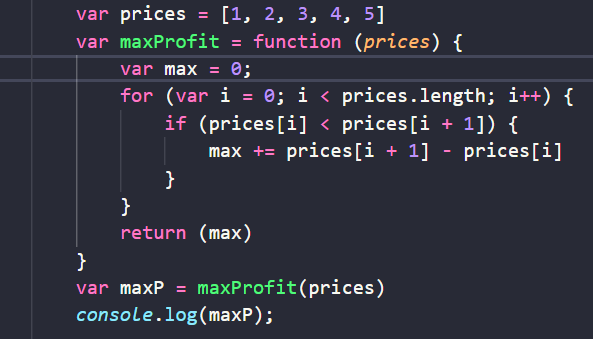 var prices = [1, 2, 3, 4, 5]
var maxProfit = function (prices) {
var max = 0;
for (var i = 0; i < prices.length; i++) {
if (prices[i] < prices[i + 1]) {
max += prices[i + 1] - prices[i]
}
}
return (max)
}
var maxP = maxProfit(prices)
console.log(maxP);